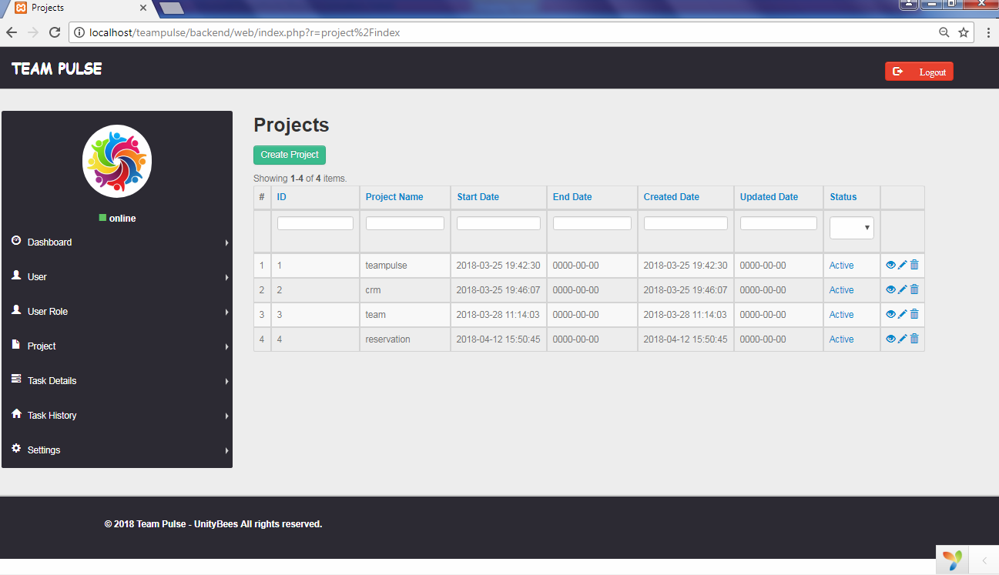 Projects
localhost/teampulse/backend/web/index.php?r=project%2Findex
TEAM PULSE
Logout
online
Dashboard
User
User Role
Project
Task Details
Task History
Settings
Projects
Create Project
Showing 1-4 of 4 items.
# ID Project Name Start Date End Date Created Date Updated Date Status
1 1 teampulse 2018-03-25 19:42:30 0000-00-00 2018-03-25 19:42:30 0000-00-00 Active
2 2 crm 2018-03-25 19:46:07 0000-00-00 2018-03-25 19:46:07 0000-00-00 Active
3 3 team 2018-03-28 11:14:03 0000-00-00 2018-03-28 11:14:03 0000-00-00 Active
4 4 reservation 2018-04-12 15:50:45 0000-00-00 2018-04-12 15:50:45 0000-00-00 Active
© 2018 Team Pulse - UnityBees All rights reserved.